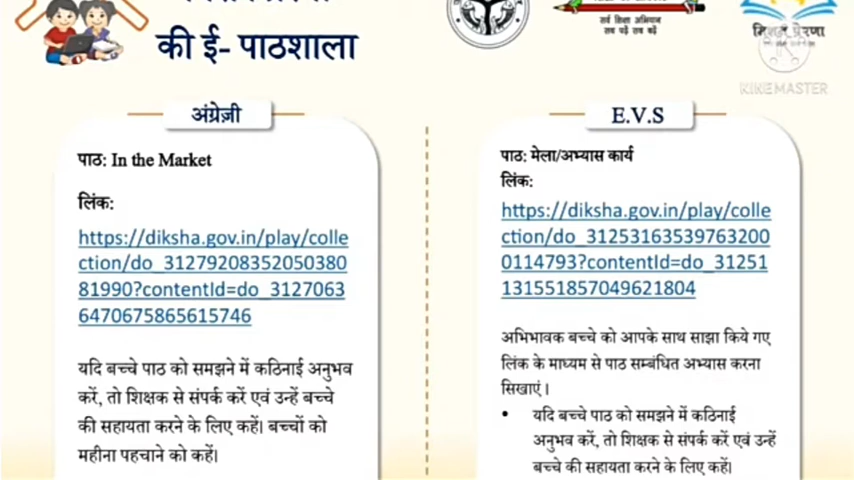 की ई- पाठशाला
सर्व शिक्षा अभियान
सब पढ़ें सब बढ़ें
मिशन प्रेरणा
KINEMASTER
अंग्रेज़ी
पाठ: In the Market
लिंक:
https://diksha.gov.in/play/colle
ction/do_31279208352050380
81990?contentId=do_3127063
6470675865615746
यदि बच्चे पाठ को समझने में कठिनाई अनुभव
करें, तो शिक्षक से संपर्क करें एवं उन्हें बच्चे
की सहायता करने के लिए कहें। बच्चों को
महीना पहचाने को कहें।
E.V.S
पाठ: मेला/अभ्यास कार्य
लिंक:
https://diksha.gov.in/play/colle
ction/do_31253163539763200
0114793?contentId=do_31251
131551857049621804
अभिभावक बच्चे को आपके साथ साझा किये गए
लिंक के माध्यम से पाठ सम्बंधित अभ्यास करना
सिखाएं ।
• यदि बच्चे पाठ को समझने में कठिनाई
अनुभव करें, तो शिक्षक से संपर्क करें एवं उन्हें
बच्चे की सहायता करने के लिए कहें।